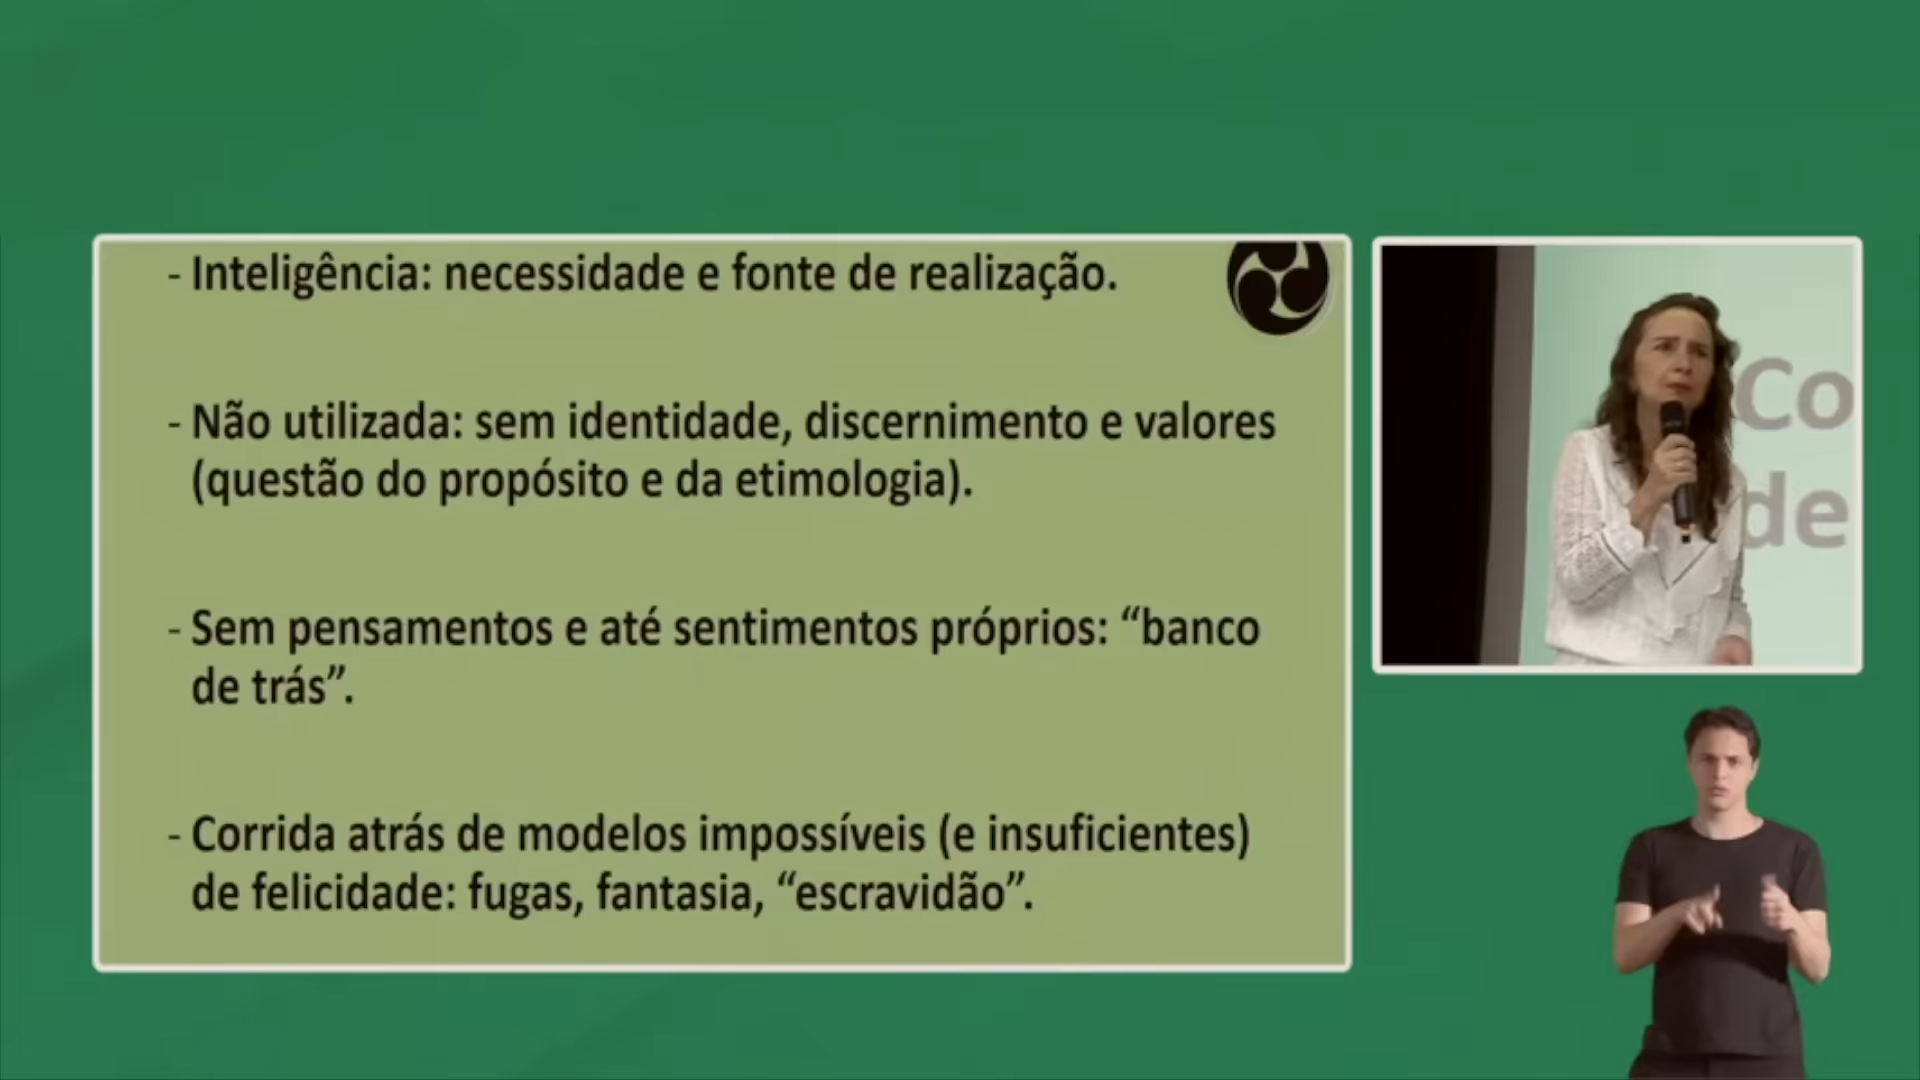 - Inteligência: necessidade e fonte de realização.
- Não utilizada: sem identidade, discernimento e valores
(questão do propósito e da etimologia).
- Sem pensamentos e até sentimentos próprios: “banco
de trás”.
- Corrida atrás de modelos impossíveis (e insuficientes)
de felicidade: fugas, fantasia, “escravidão”.
Co
de